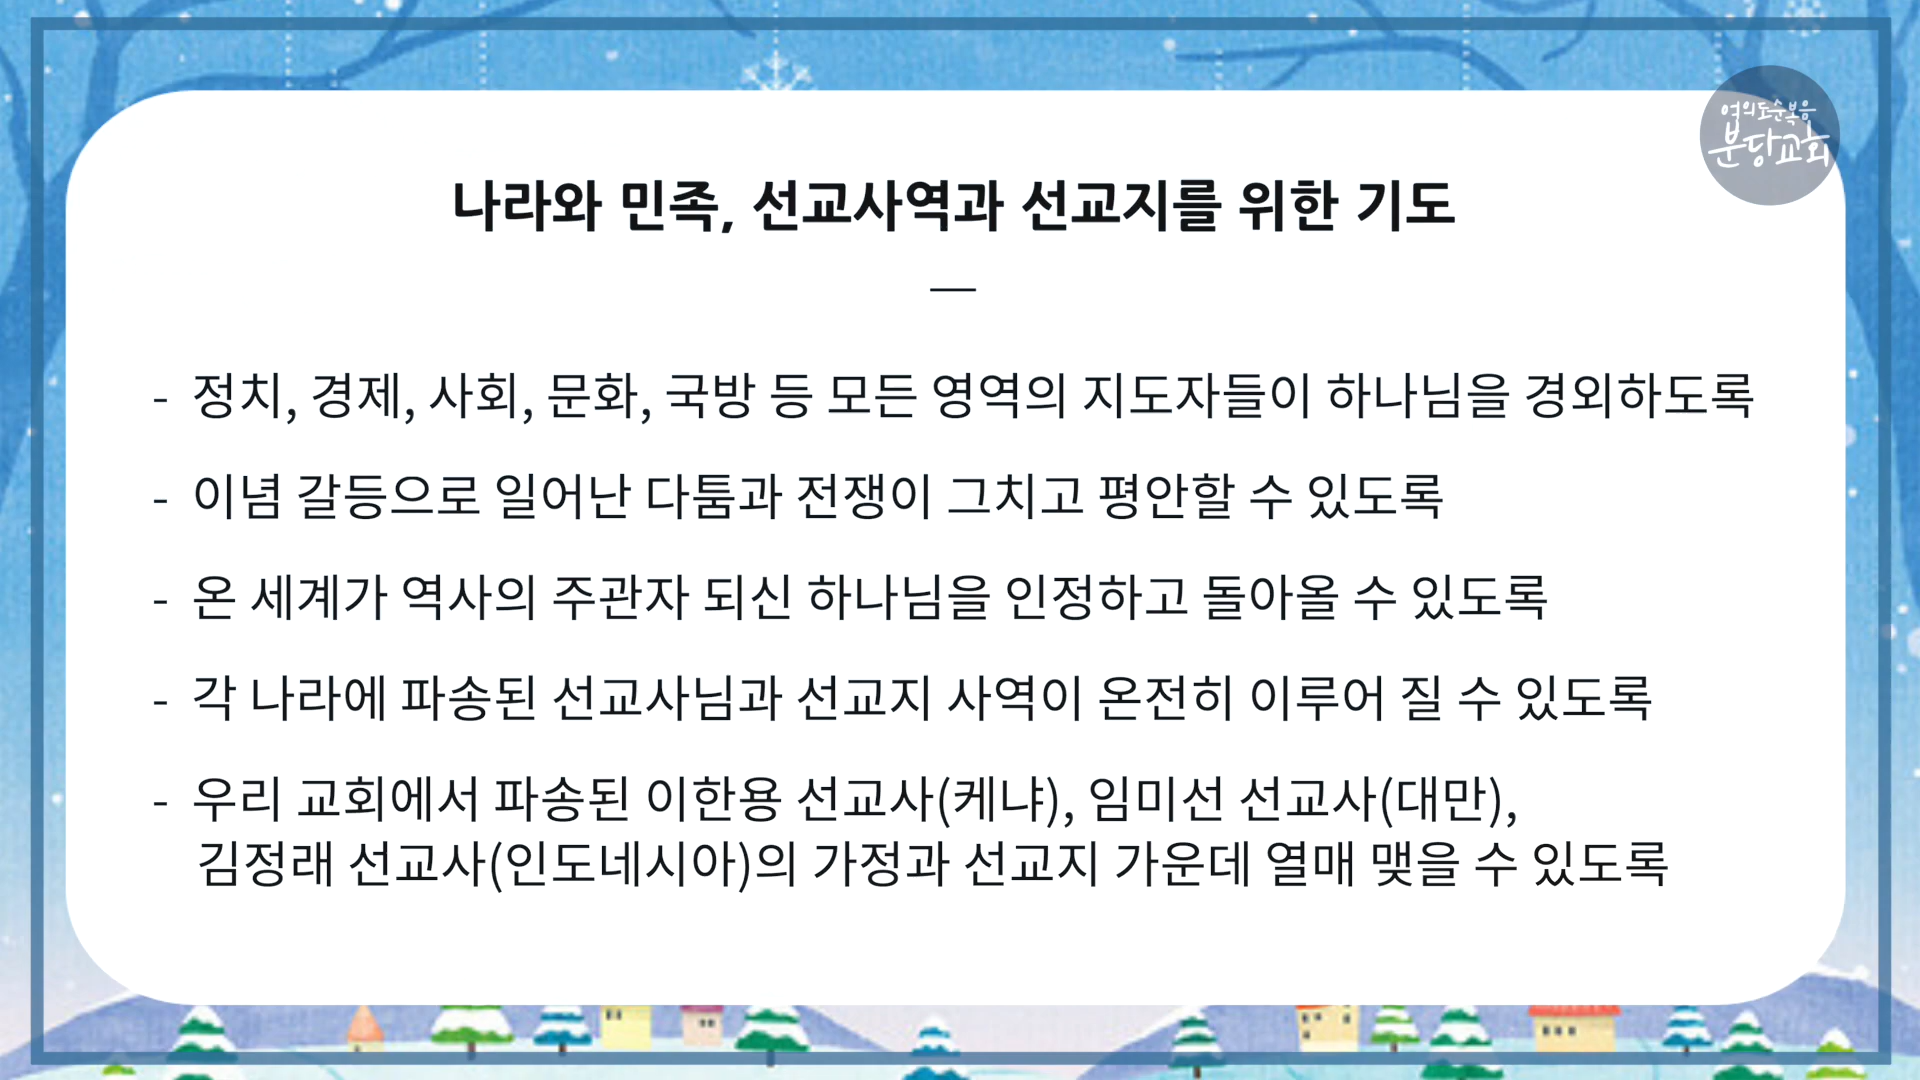 여의도순복음
분당교회
나라와 민족, 선교사역과 선교지를 위한 기도
- 정치, 경제, 사회, 문화, 국방 등 모든 영역의 지도자들이 하나님을 경외하도록
- 이념 갈등으로 일어난 다툼과 전쟁이 그치고 평안할 수 있도록
- 온 세계가 역사의 주관자 되신 하나님을 인정하고 돌아올 수 있도록
- 각 나라에 파송된 선교사님과 선교지 사역이 온전히 이루어 질 수 있도록
- 우리 교회에서 파송된 이한용 선교사(케냐), 임미선 선교사(대만),
김정래 선교사(인도네시아)의 가정과 선교지 가운데 열매 맺을 수 있도록